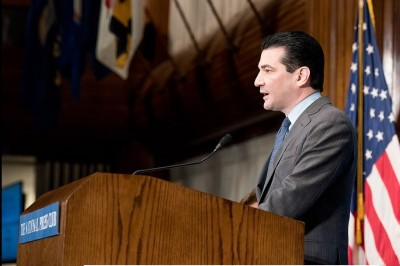 THE NATIONAL PRESS CLUB